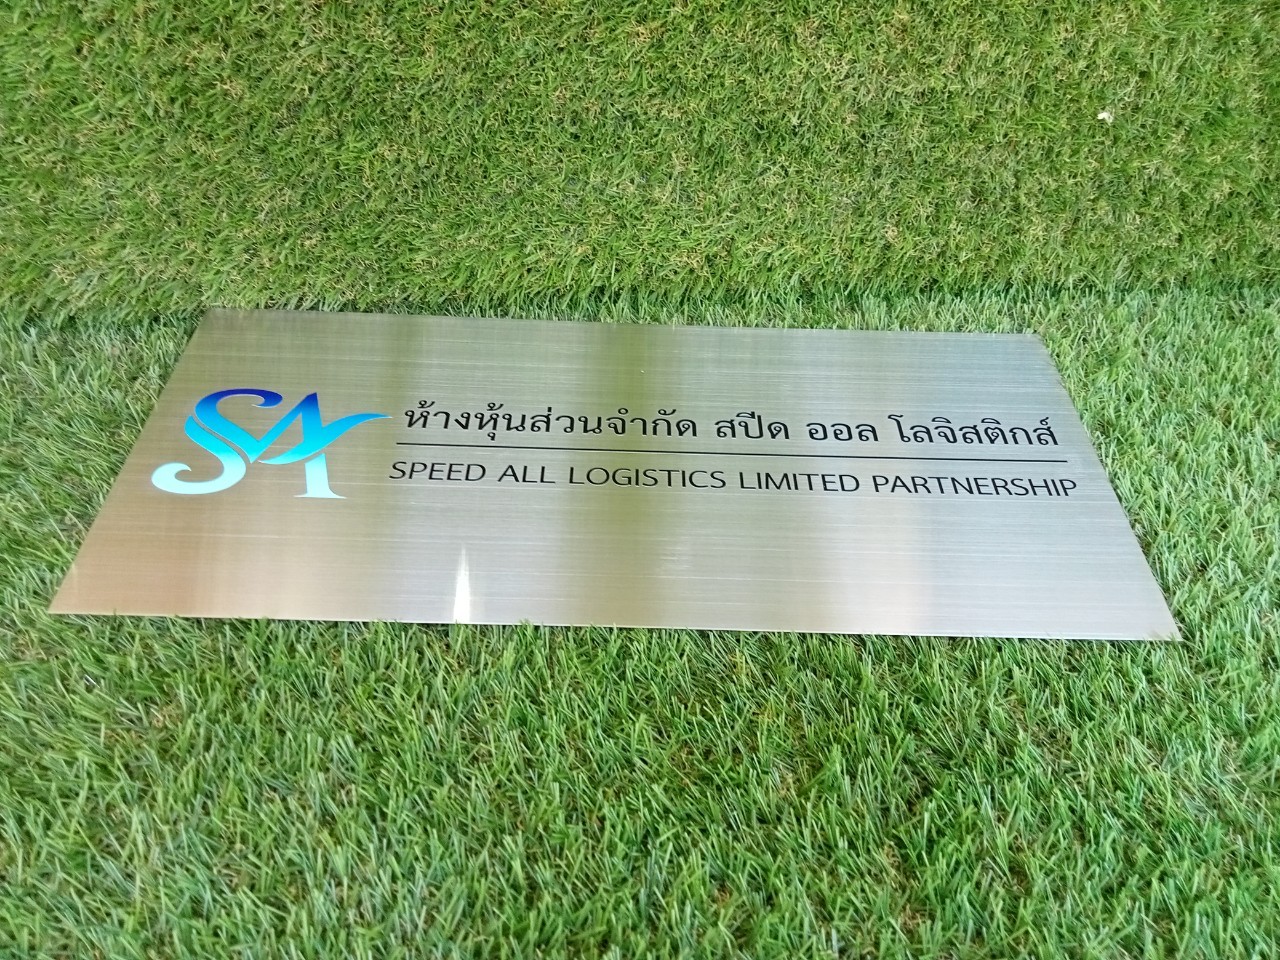 SA
ห้างหุ้นส่วนจำกัด สปีด ออล โลจิสติกส์
SPEED ALL LOGISTICS LIMITED PARTNERSHIP